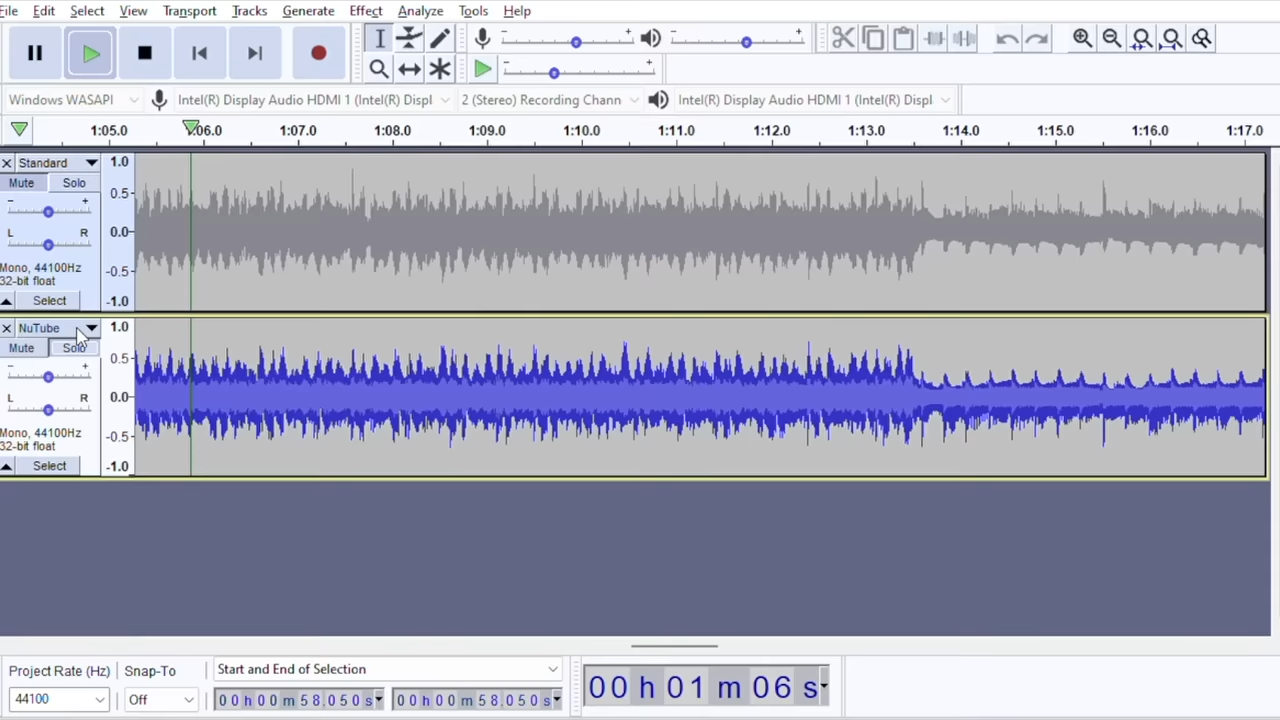 File Edit Select View Transport Tracks Generate Effect Analyze Tools Help
Windows WASAPI Intel(R) Display Audio HDMI 1 (Intel(R) Displ 2 (Stereo) Recording Chann Intel(R) Display Audio HDMI 1 (Intel(R) Displ
1:05.0 1:06.0 1:07.0 1:08.0 1:09.0 1:10.0 1:11.0 1:12.0 1:13.0 1:14.0 1:15.0 1:16.0 1:17.0
Standard 1.0
Mute Solo 0.5
- +
L R 0.0
Mono, 44100Hz -0.5
32-bit float
Select -1.0
NuTube 1.0
Mute Solo 0.5
- +
L R 0.0
Mono, 44100Hz -0.5
32-bit float
Select -1.0
Project Rate (Hz) Snap-To Start and End of Selection
44100 Off 00 h 00 m 58.050 s 00 h 00 m 58.050 s 00 h 01 m 06 s